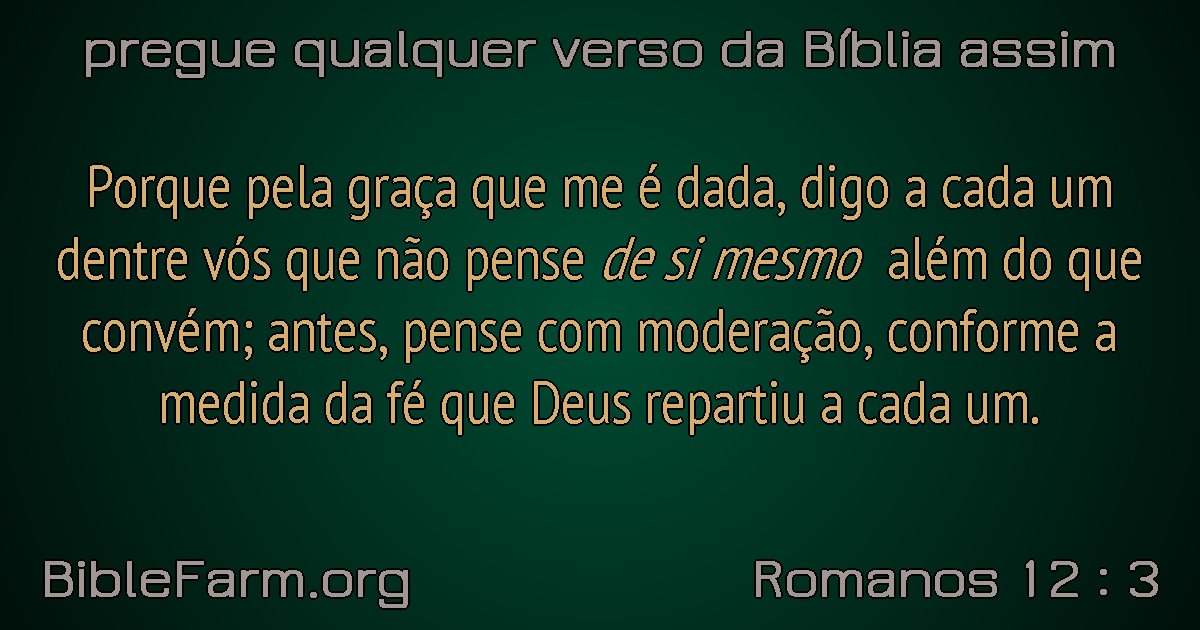 pregue qualquer verso da Bíblia assim
Porque pela graça que me é dada, digo a cada um
dentre vós que não pense de si mesmo além do que
convém; antes, pense com moderação, conforme a
medida da fé que Deus repartiu a cada um.
BibleFarm.org
Romanos 12 : 3